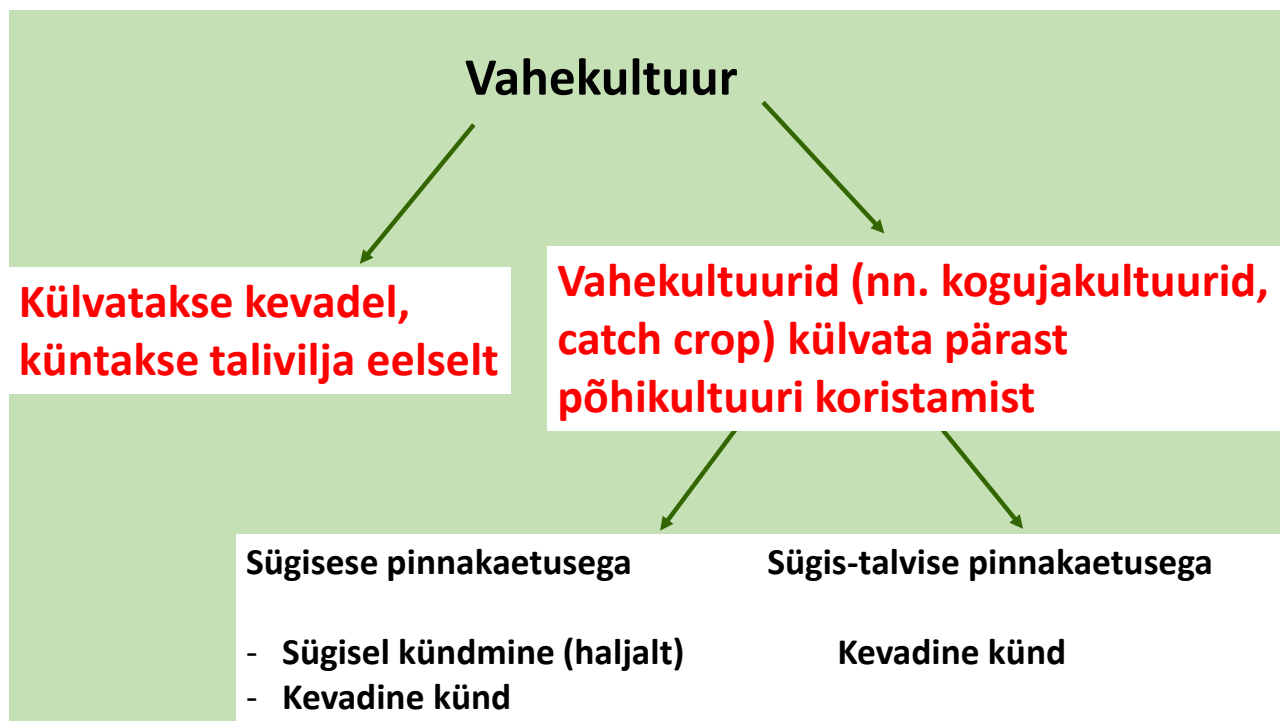 Vahekultuur
Külvatakse kevadel,
küntakse talivilja eelselt
Vahekultuurid (nn. kogujakultuurid,
catch crop) külvata pärast
põhikultuuri koristamist
Sügisese pinnakaetusega
- Sügisel kündmine (haljalt)
- Kevadine künd
Sügis-talvise pinnakaetusega
Kevadine künd